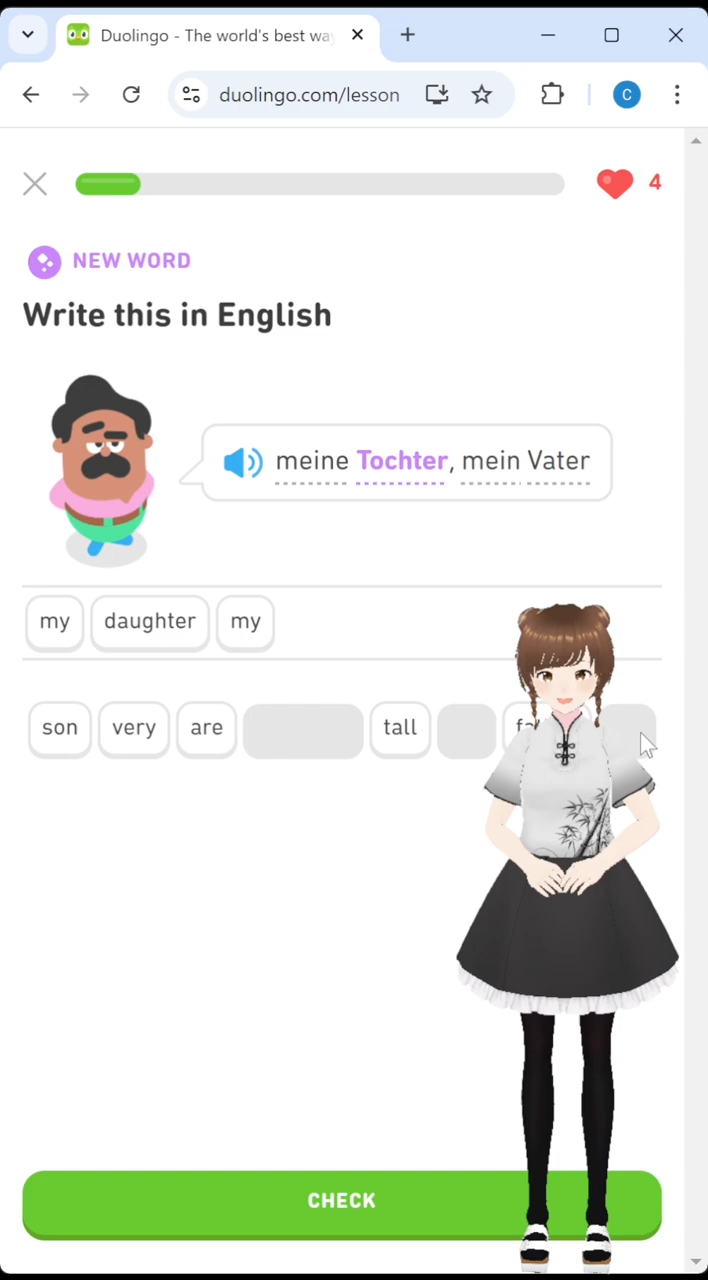 Duolingo - The world's best wa
duolingo.com/lesson
C
4
NEW WORD
Write this in English
meine Tochter, mein Vater
my daughter my
son very are tall
CHECK